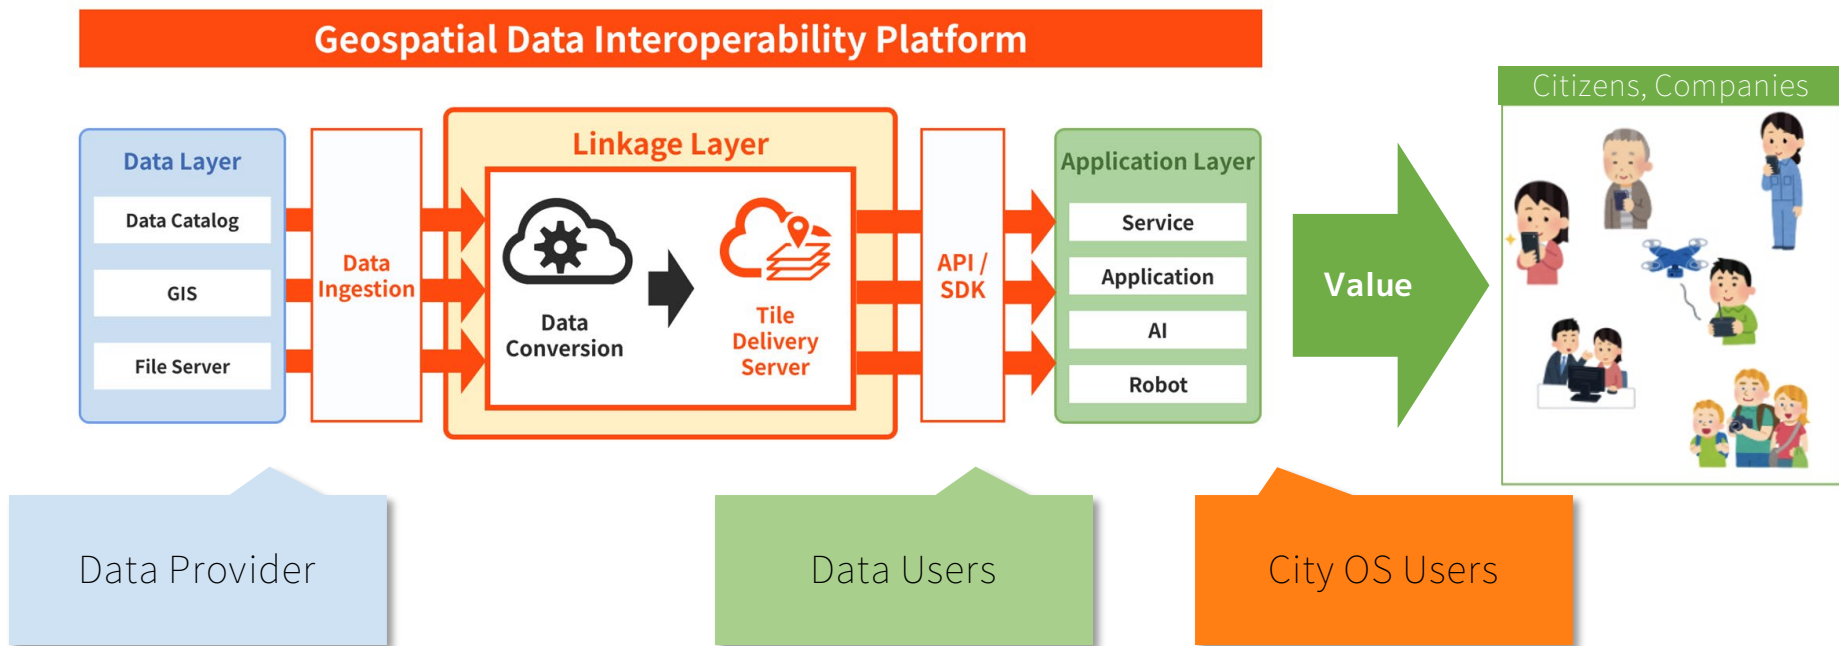 Geospatial Data Interoperability Platform
Citizens, Companies
Data Layer
Data Catalog
GIS
File Server
Data
Ingestion
Linkage Layer
Data
Conversion
Tile
Delivery
Server
API /
SDK
Application Layer
Service
Application
AI
Robot
Value
Data Provider
Data Users
City OS Users